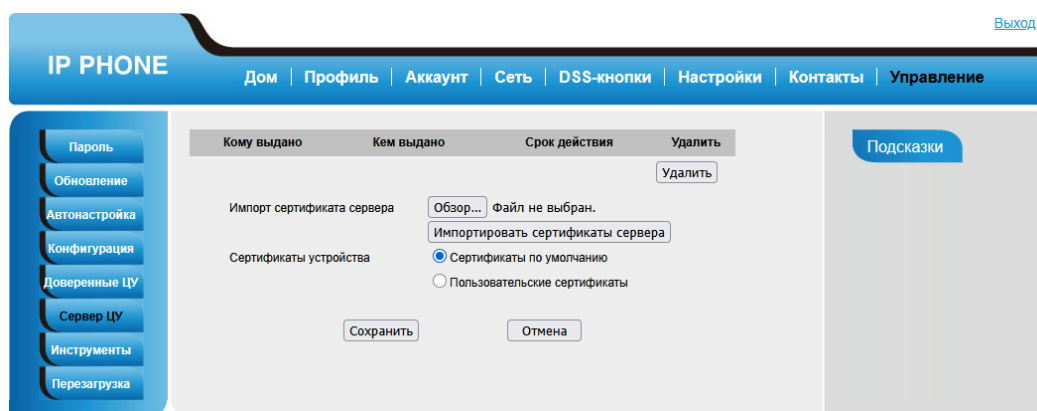 Выход
IP PHONE
Дом | Профиль | Аккаунт | Сеть | DSS-кнопки | Настройки | Контакты | Управление
Пароль
Обновление
Автонастройка
Конфигурация
Доверенные ЦУ
Сервер ЦУ
Инструменты
Перезагрузка
Кому выдано Кем выдано Срок действия Удалить
Удалить
Импорт сертификата сервера Обзор... Файл не выбран.
Импортировать сертификаты сервера
Сертификаты устройства Сертификаты по умолчанию
Пользовательские сертификаты
Сохранить Отмена
Подсказки